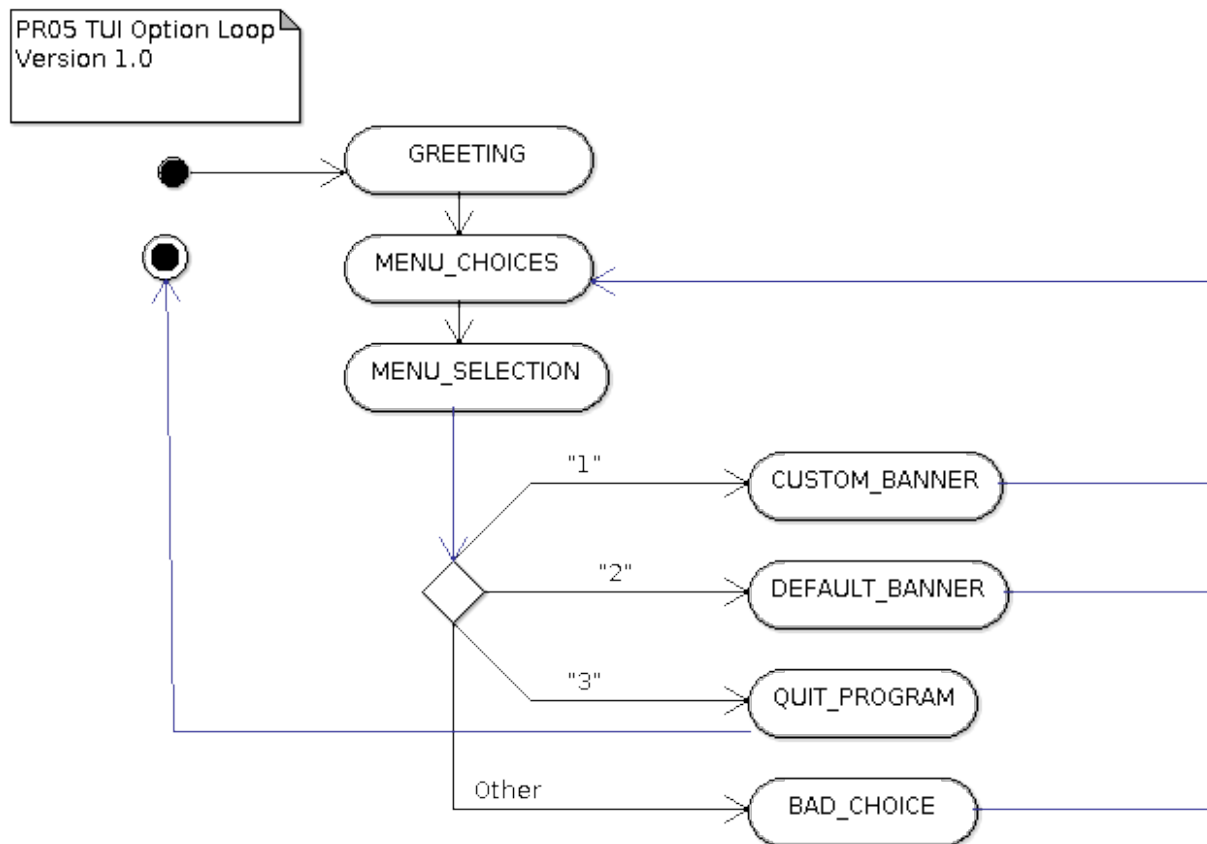 PR05 TUI Option Loop
Version 1.0
GREETING
MENU_CHOICES
MENU_SELECTION
"1"
CUSTOM_BANNER
"2"
DEFAULT_BANNER
"3"
QUIT_PROGRAM
Other
BAD_CHOICE